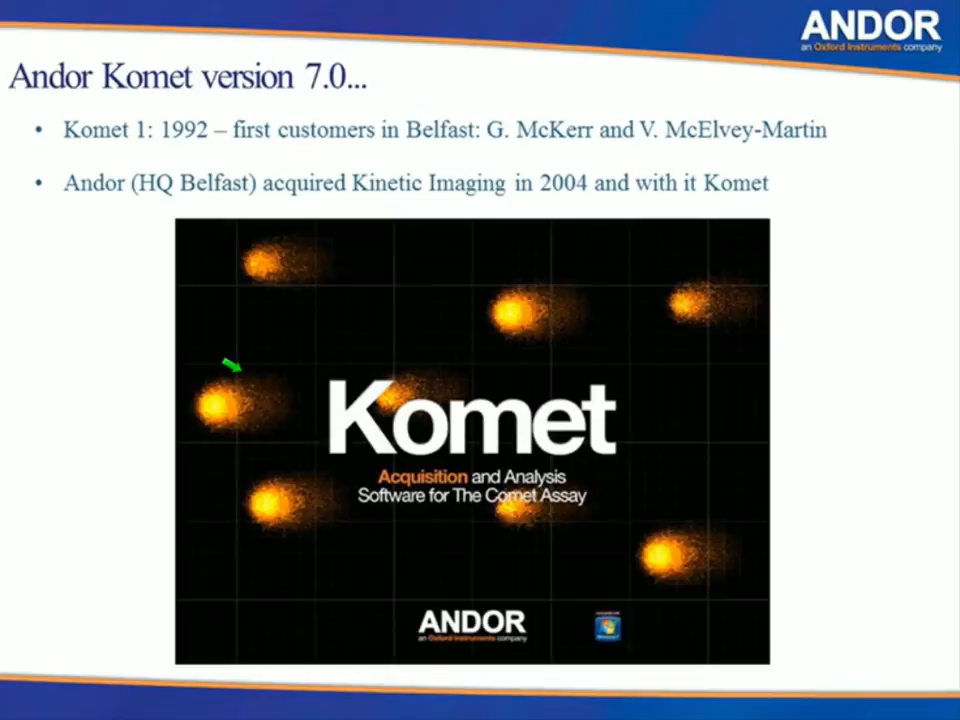 ANDOR
an Oxford Instruments company
Andor Komet version 7.0...
• Komet 1: 1992 – first customers in Belfast: G. McKerr and V. McElvey-Martin
• Andor (HQ Belfast) acquired Kinetic Imaging in 2004 and with it Komet
Komet
Acquisition and Analysis
Software for The Comet Assay
ANDOR
an Oxford Instruments company